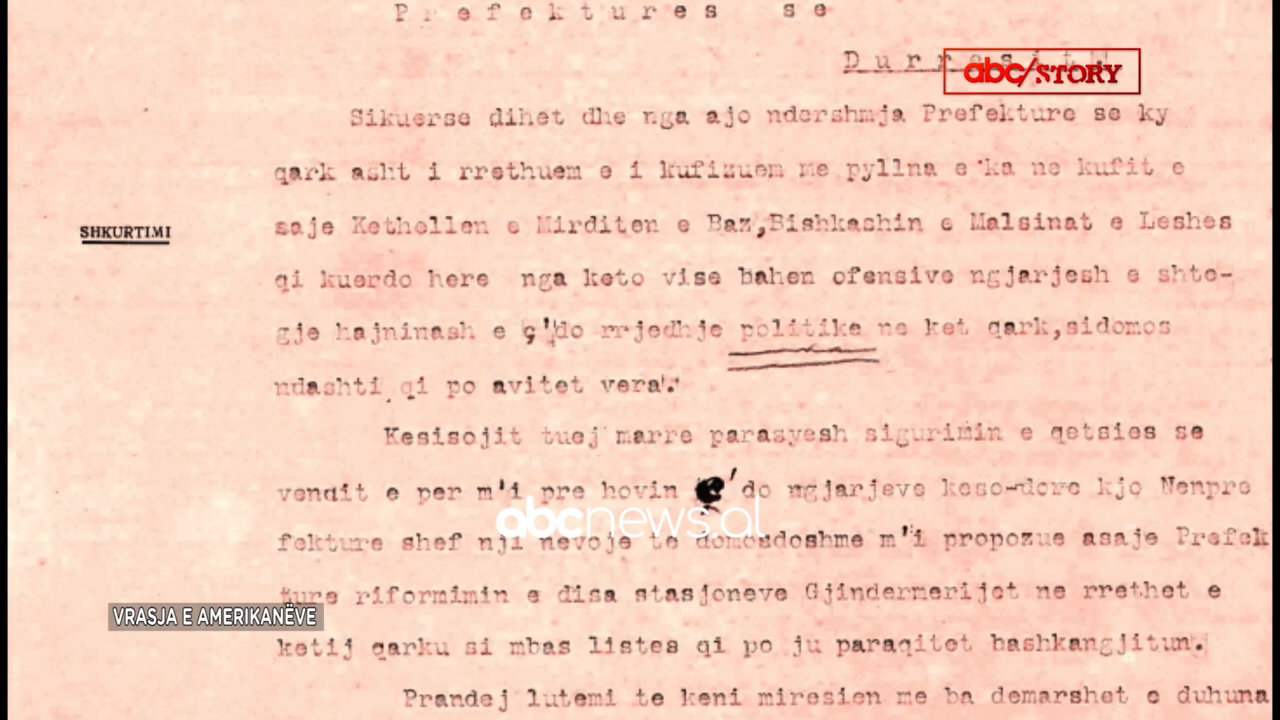 Prefektures se
Durresit
abc/STORY
Sikuerse dihet dhe nga ajo ndershmja Prefekture se ky
qark asht i rrethuem e i kufizuem me pyllna e ka ne kufit e
SHKURTIMI
saje Kethellen e Mirditen e Baz,Bishkashin e Malsinat e Leshes
qi kuerdo here nga keto vise bahen ofensive ngjarjesh e shte-
gje hajninash e ç'do rrjedhje politike ne ket qark,sidomos
ndashti qi po avitet vera.
Kesisojit tuej marre parasyesh sigurimin e qetsies se
vendit e per m'i pre hovin ç'do ngjarjeve keso-dore kjo Nenpre
abcnews.al
fekture shef nji nevoje te domosdoshme m'i propozue asaje Prefek
ture riformimin e disa stasjoneve Gjindermerijet ne rrethet e
VRASJA E AMERIKANËVE
ketij qarku si mbas listes qi po ju paraqitet bashkangjitun.
Prandej lutemi te keni miresien me ba demarshet e duhuna